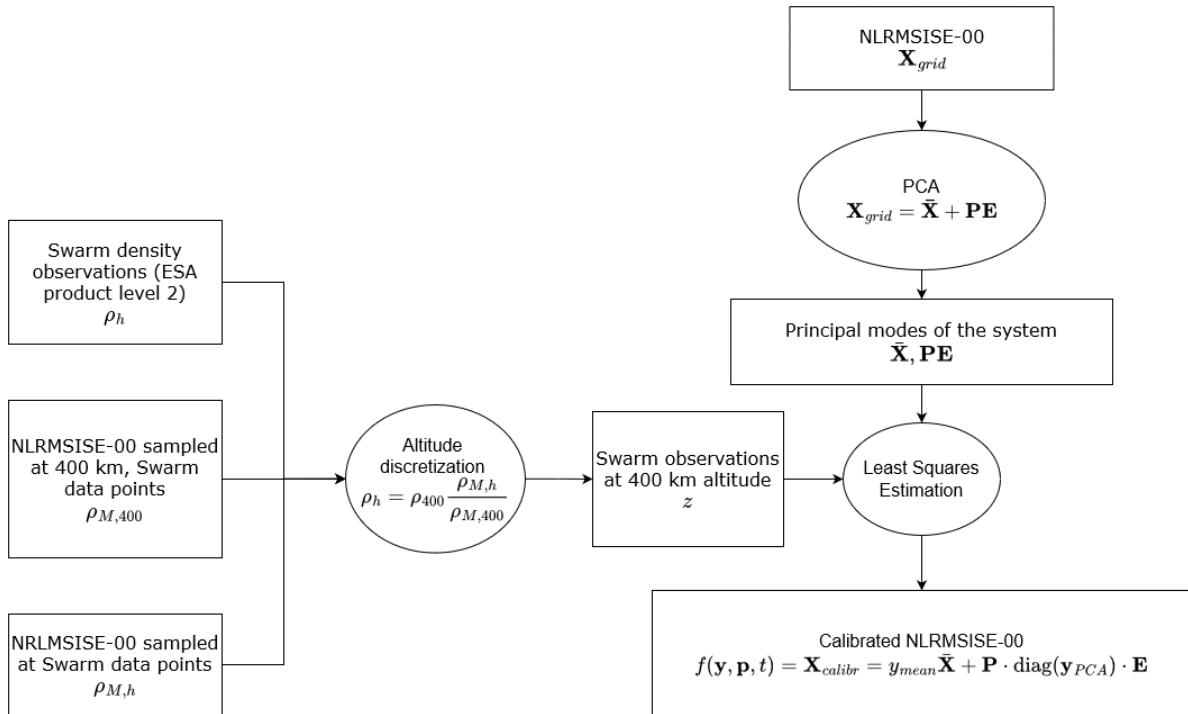 NLRMSISE-00
X_grid
PCA
X_grid = X̄ + PE
Principal modes of the system
X̄, PE
Swarm density
observations (ESA
product level 2)
ρ_h
NLRMSISE-00 sampled
at 400 km, Swarm
data points
ρ_M,400
NRLMSISE-00 sampled
at Swarm data points
ρ_M,h
Altitude
discretization
ρ_h = ρ_400 ρ_M,h / ρ_M,400
Swarm observations
at 400 km altitude
z
Least Squares
Estimation
Calibrated NLRMSISE-00
f(y, p, t) = X_calibr = y_mean X̄ + P · diag(y_PCA) · E